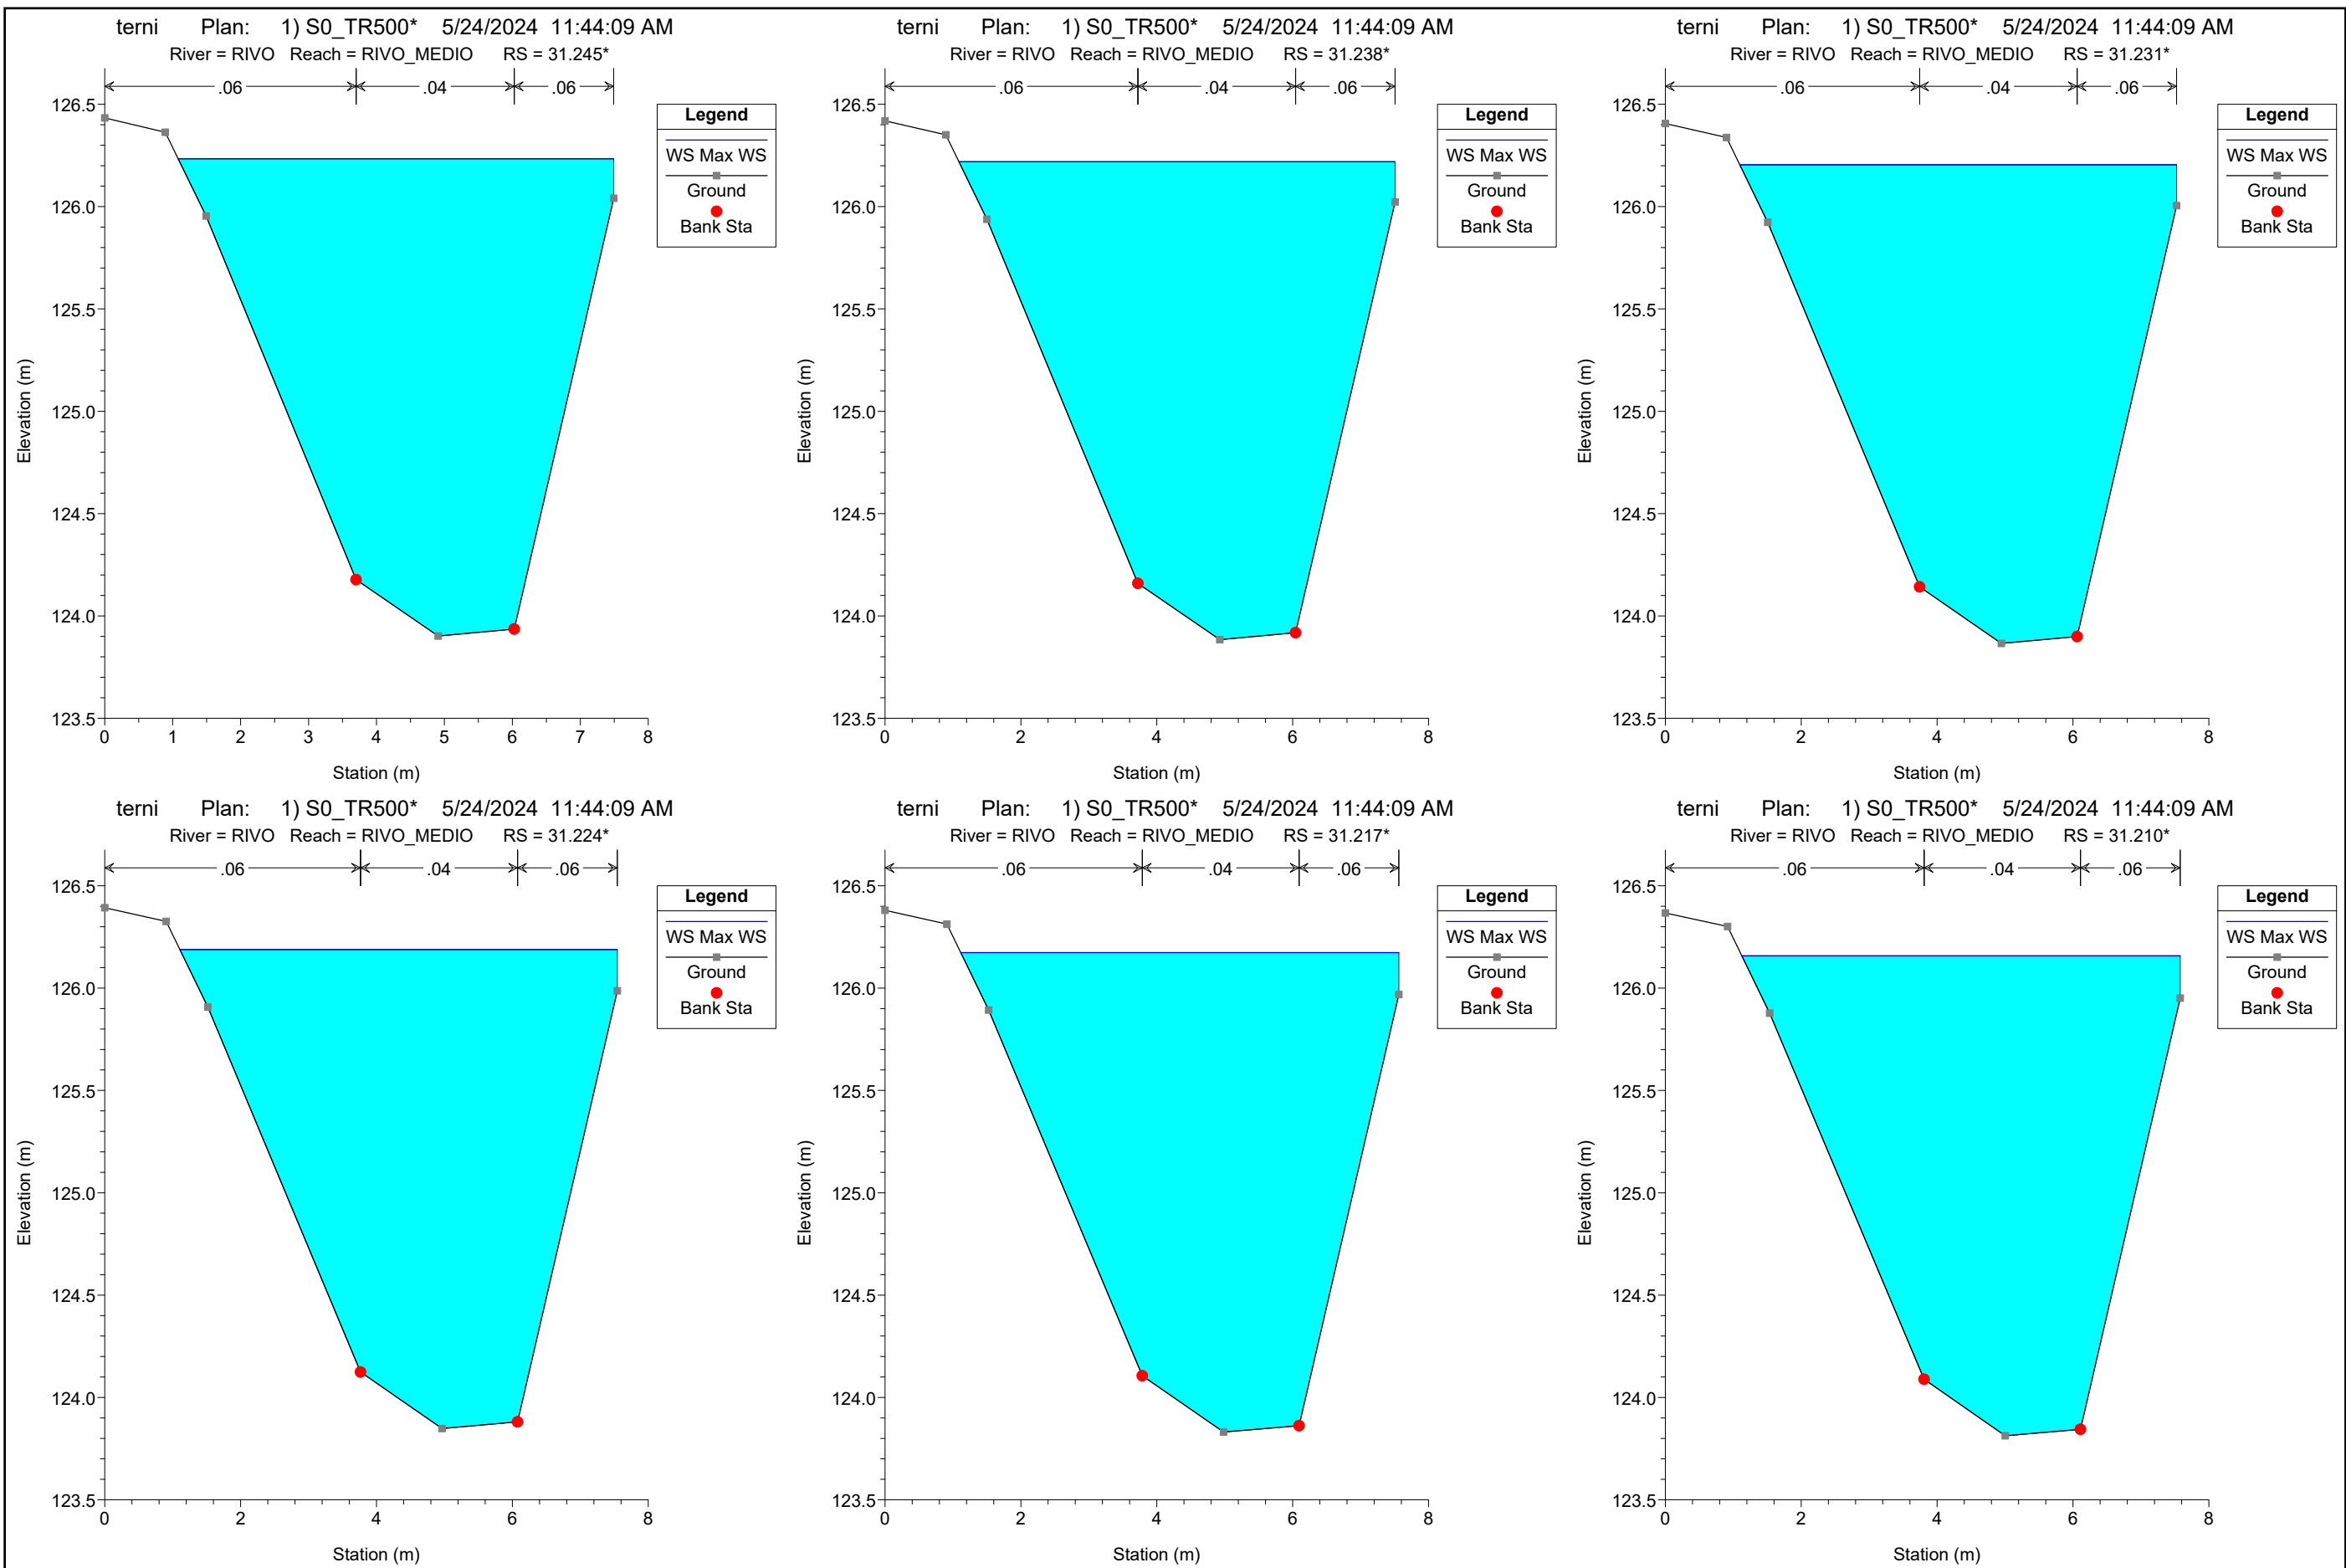 terni Plan: 1) S0_TR500* 5/24/2024 11:44:09 AM
River = RIVO Reach = RIVO_MEDIO RS = 31.245*
.06 .04 .06
126.5
126.0
125.5
125.0
124.5
124.0
123.5
Elevation (m)
0 1 2 3 4 5 6 7 8
Station (m)
Legend
WS Max WS
Ground
Bank Sta
terni Plan: 1) S0_TR500* 5/24/2024 11:44:09 AM
River = RIVO Reach = RIVO_MEDIO RS = 31.238*
.06 .04 .06
126.5
126.0
125.5
125.0
124.5
124.0
123.5
Elevation (m)
0 2 4 6 8
Station (m)
Legend
WS Max WS
Ground
Bank Sta
terni Plan: 1) S0_TR500* 5/24/2024 11:44:09 AM
River = RIVO Reach = RIVO_MEDIO RS = 31.231*
.06 .04 .06
126.5
126.0
125.5
125.0
124.5
124.0
123.5
Elevation (m)
0 2 4 6 8
Station (m)
Legend
WS Max WS
Ground
Bank Sta
terni Plan: 1) S0_TR500* 5/24/2024 11:44:09 AM
River = RIVO Reach = RIVO_MEDIO RS = 31.224*
.06 .04 .06
126.5
126.0
125.5
125.0
124.5
124.0
123.5
Elevation (m)
0 2 4 6 8
Station (m)
Legend
WS Max WS
Ground
Bank Sta
terni Plan: 1) S0_TR500* 5/24/2024 11:44:09 AM
River = RIVO Reach = RIVO_MEDIO RS = 31.217*
.06 .04 .06
126.5
126.0
125.5
125.0
124.5
124.0
123.5
Elevation (m)
0 2 4 6 8
Station (m)
Legend
WS Max WS
Ground
Bank Sta
terni Plan: 1) S0_TR500* 5/24/2024 11:44:09 AM
River = RIVO Reach = RIVO_MEDIO RS = 31.210*
.06 .04 .06
126.5
126.0
125.5
125.0
124.5
124.0
123.5
Elevation (m)
0 2 4 6 8
Station (m)
Legend
WS Max WS
Ground
Bank Sta